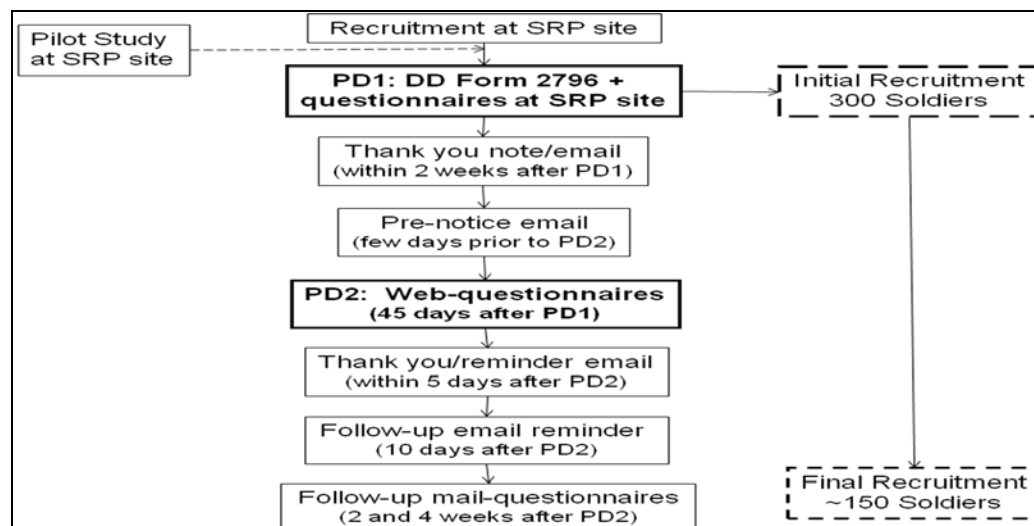 Recruitment at SRP site
Pilot Study
at SRP site
PD1: DD Form 2796 +
questionnaires at SRP site
Initial Recruitment
300 Soldiers
Thank you note/email
(within 2 weeks after PD1)
Pre-notice email
(few days prior to PD2)
PD2: Web-questionnaires
(45 days after PD1)
Thank you/reminder email
(within 5 days after PD2)
Follow-up email reminder
(10 days after PD2)
Follow-up mail-questionnaires
(2 and 4 weeks after PD2)
Final Recruitment
~150 Soldiers